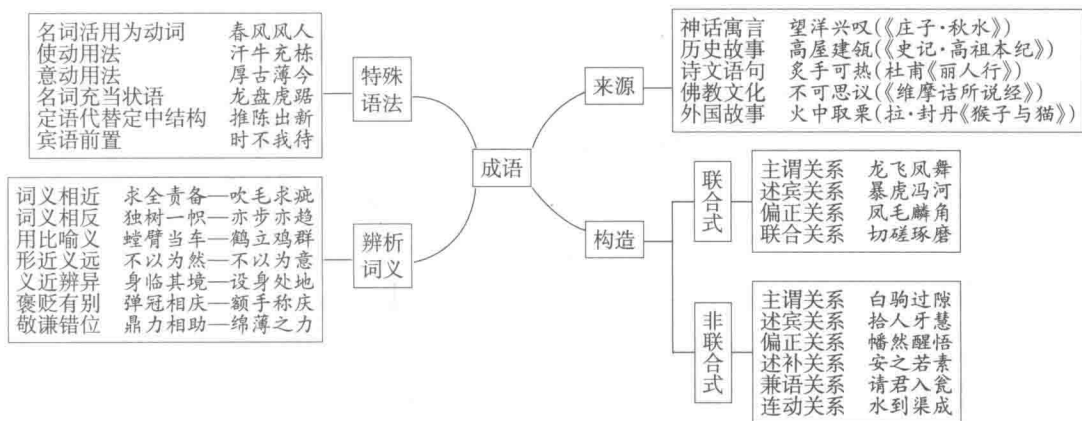 名词活用为动词 春风风人
使动用法 汗牛充栋
意动用法 厚古薄今
名词充当状语 龙盘虎踞
定语代替定中结构 推陈出新
宾语前置 时不我待
特殊
语法
词义相近 求全责备—吹毛求疵
词义相反 独树一帜—亦步亦趋
用比喻义 螳臂当车—鹤立鸡群
形近义远 不以为然—不以为意
义近辨异 身临其境—设身处地
褒贬有别 弹冠相庆—额手称庆
敬谦错位 鼎力相助—绵薄之力
辨析
词义
成语
来源
神话寓言 望洋兴叹(《庄子·秋水》)
历史故事 高屋建瓴(《史记·高祖本纪》)
诗文语句 炙手可热(杜甫《丽人行》)
佛教文化 不可思议(《维摩诘所说经》)
外国故事 火中取栗(拉·封丹《猴子与猫》)
构造
联合式
主谓关系 龙飞凤舞
述宾关系 暴虎冯河
偏正关系 凤毛麟角
联合关系 切磋琢磨
非联合式
主谓关系 白驹过隙
述宾关系 拾人牙慧
偏正关系 幡然醒悟
述补关系 安之若素
兼语关系 请君入瓮
连动关系 水到渠成